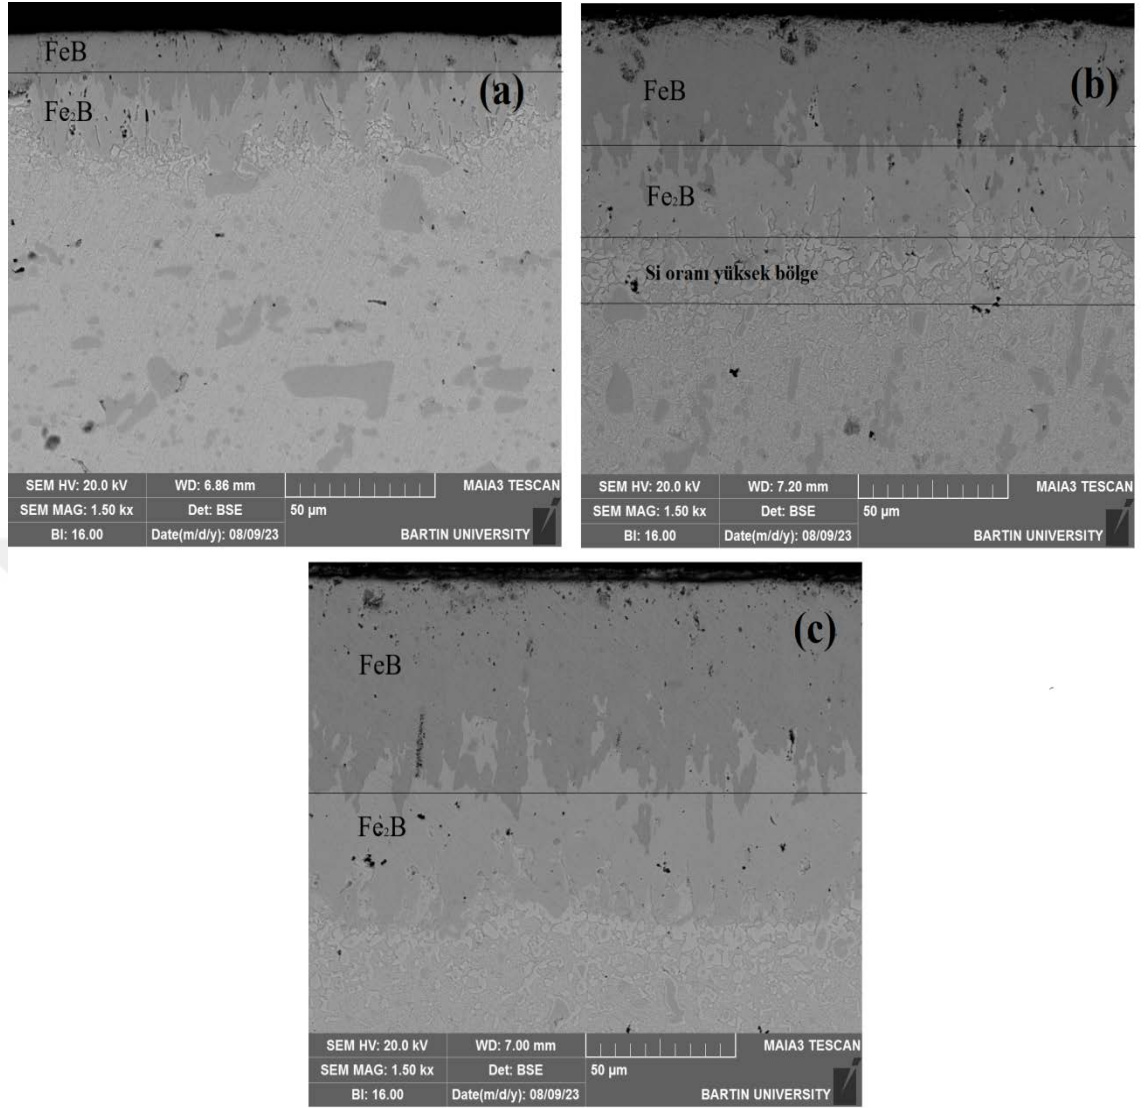 FeB
(a)
Fe₂B
SEM HV: 20.0 kV
WD: 6.86 mm
MAIA3 TESCAN
SEM MAG: 1.50 kx
Det: BSE
50 µm
BI: 16.00
Date(m/d/y): 08/09/23
BARTIN UNIVERSITY
FeB
(b)
Fe₂B
Si oranı yüksek bölge
SEM HV: 20.0 kV
WD: 7.20 mm
MAIA3 TESCAN
SEM MAG: 1.50 kx
Det: BSE
50 µm
BI: 16.00
Date(m/d/y): 08/09/23
BARTIN UNIVERSITY
(c)
FeB
Fe₂B
SEM HV: 20.0 kV
WD: 7.00 mm
MAIA3 TESCAN
SEM MAG: 1.50 kx
Det: BSE
50 µm
BI: 16.00
Date(m/d/y): 08/09/23
BARTIN UNIVERSITY